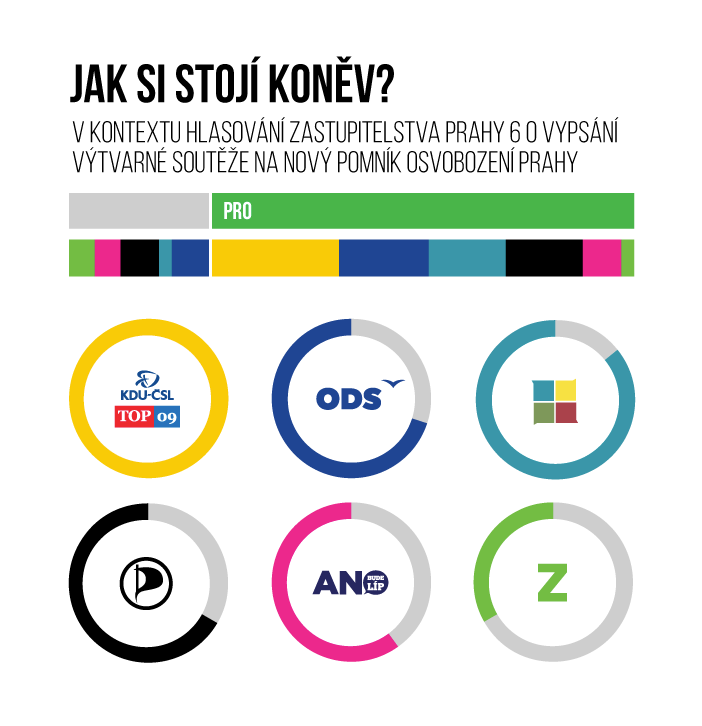 JAK SI STOJÍ KONĚV?
V KONTEXTU HLASOVÁNÍ ZASTUPITELSTVA PRAHY 6 O VYPSÁNÍ
VÝTVARNÉ SOUTĚŽE NA NOVÝ POMNÍK OSVOBOZENÍ PRAHY
PRO
KDU-ČSL
TOP 09
ODS
ANO
BUDE
LÍP
Z